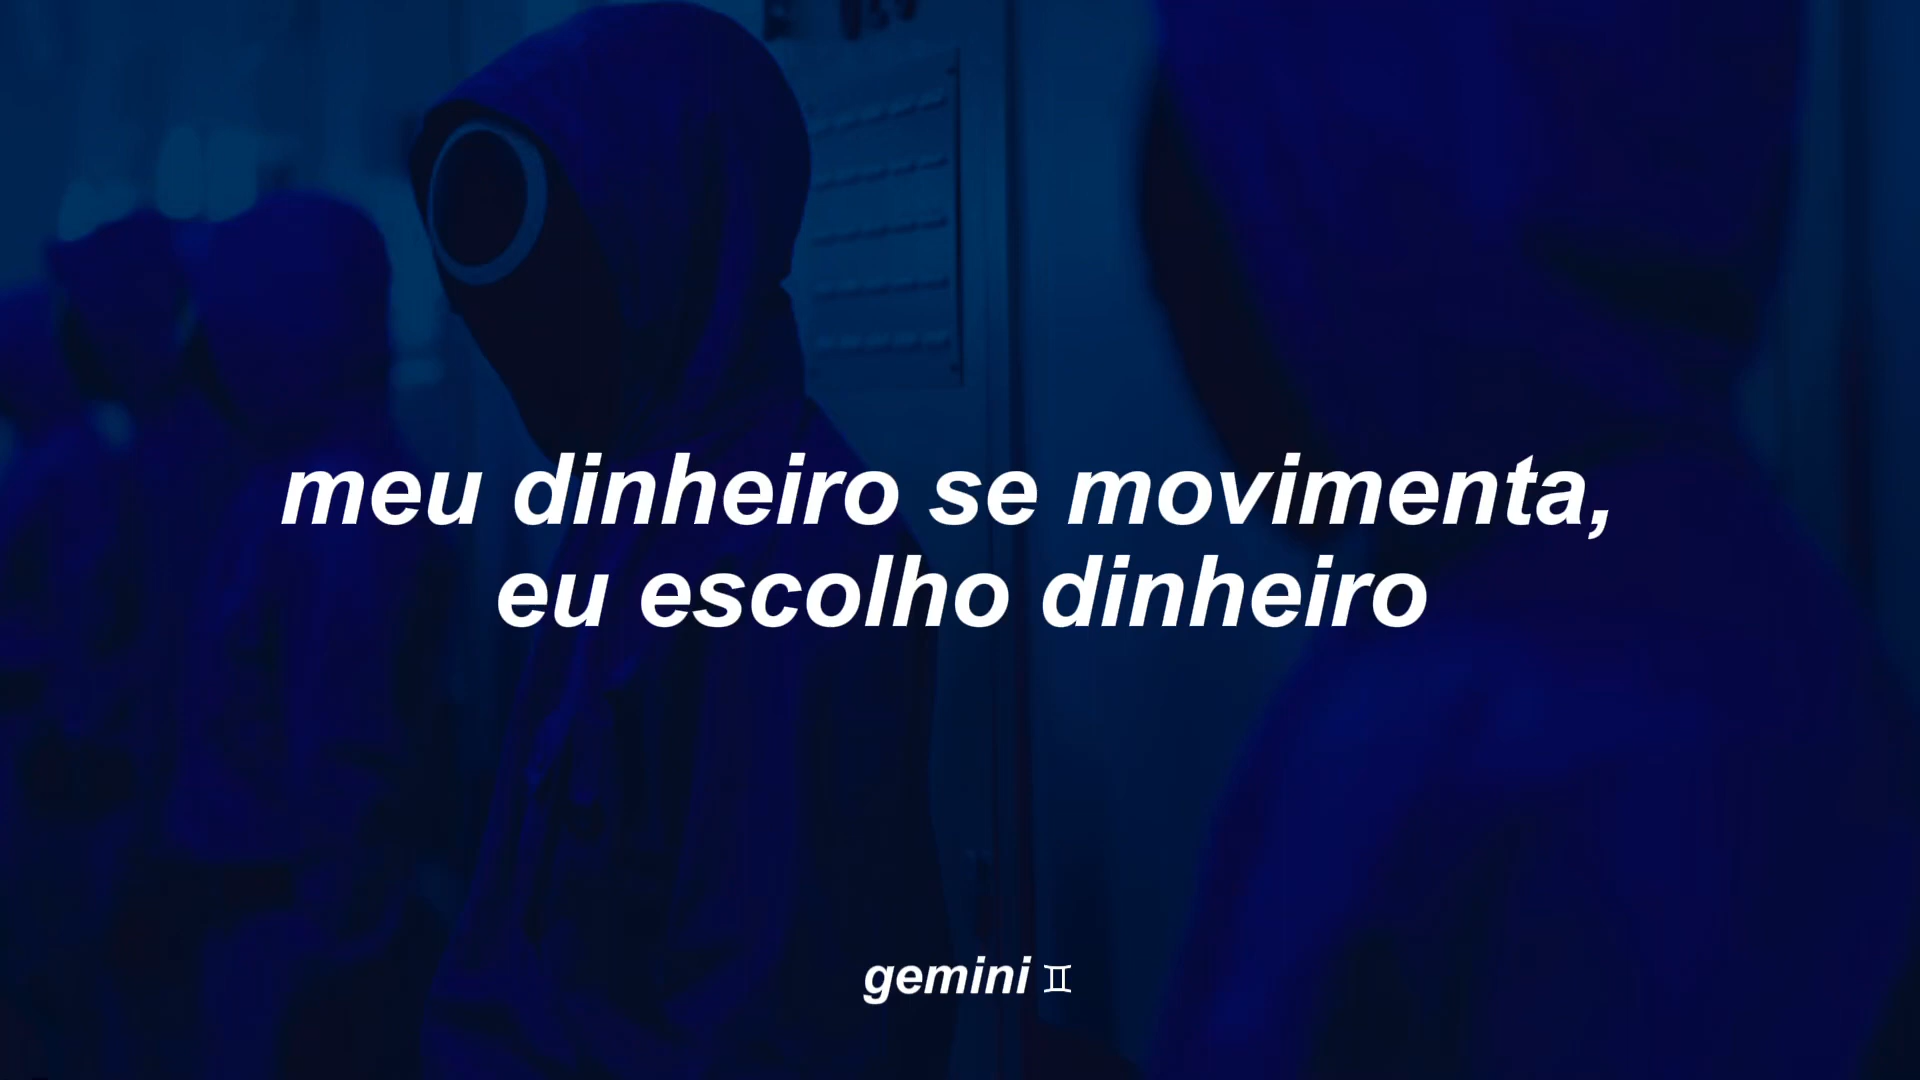 meu dinheiro se movimenta,
eu escolho dinheiro
gemini ♊︎